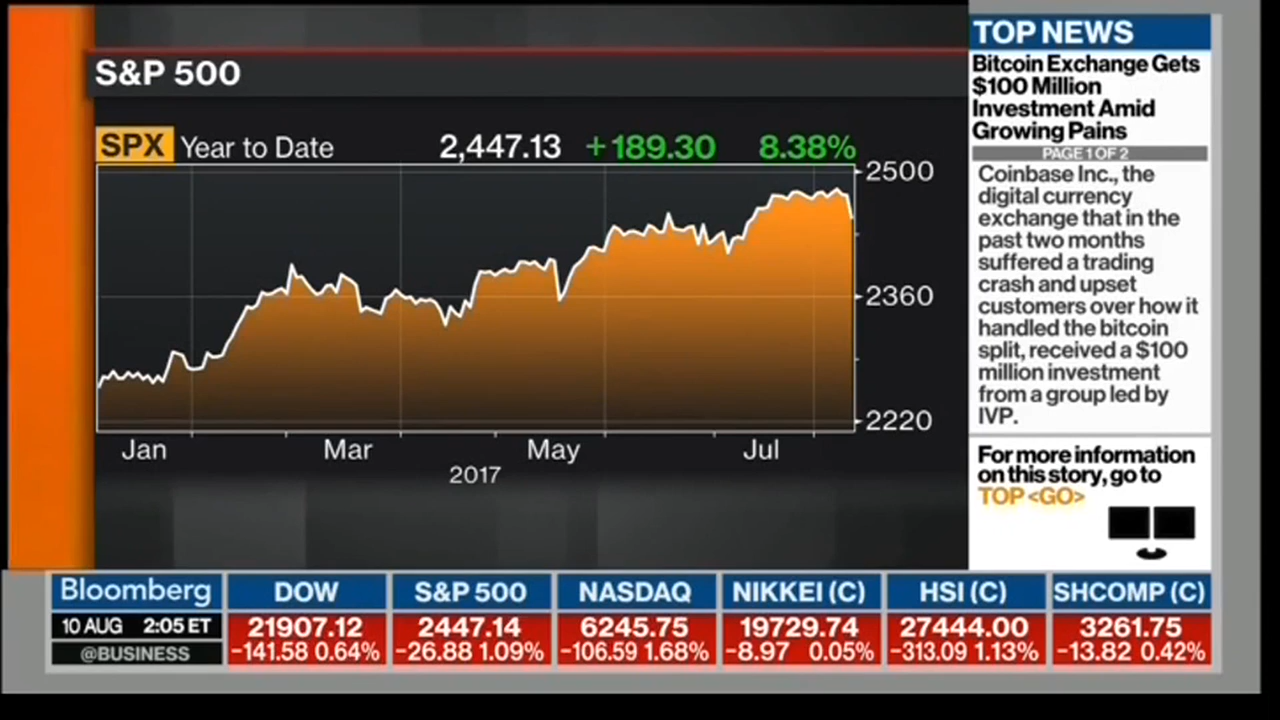 S&P 500
SPX Year to Date 2,447.13 +189.30 8.38%
2500
2360
2220
Jan Mar May Jul
2017
TOP NEWS
Bitcoin Exchange Gets
$100 Million
Investment Amid
Growing Pains
PAGE 1 OF 2
Coinbase Inc., the
digital currency
exchange that in the
past two months
suffered a trading
crash and upset
customers over how it
handled the bitcoin
split, received a $100
million investment
from a group led by
IVP.
For more information
on this story, go to
TOP <GO>
Bloomberg DOW S&P 500 NASDAQ NIKKEI (C) HSI (C) SHCOMP (C)
10 AUG 2:05 ET 21907.12 2447.14 6245.75 19729.74 27444.00 3261.75
@BUSINESS -141.58 0.64% -26.88 1.09% -106.59 1.68% -8.97 0.05% -313.09 1.13% -13.82 0.42%